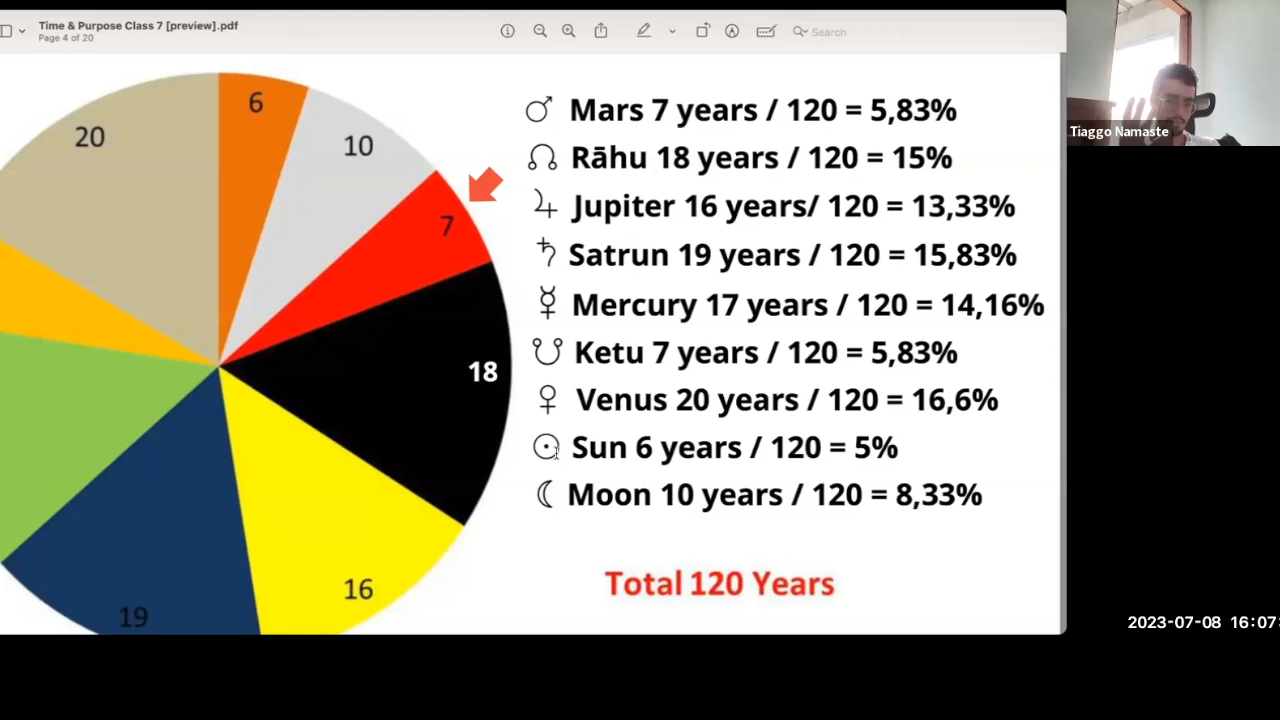 Time & Purpose Class 7 [preview].pdf
Page 4 of 20
Search
Tiaggo Namaste
6
20
10
7
18
16
19
Mars 7 years / 120 = 5,83%
Rāhu 18 years / 120 = 15%
Jupiter 16 years/ 120 = 13,33%
Satrun 19 years / 120 = 15,83%
Mercury 17 years / 120 = 14,16%
Ketu 7 years / 120 = 5,83%
Venus 20 years / 120 = 16,6%
Sun 6 years / 120 = 5%
Moon 10 years / 120 = 8,33%
Total 120 Years
2023-07-08 16:07: